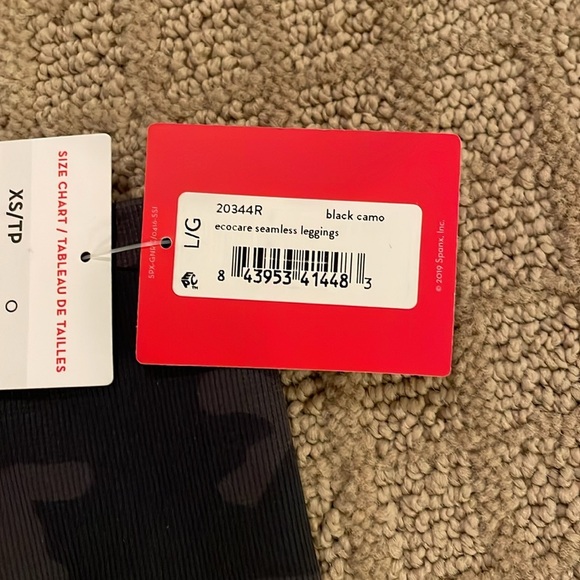 SIZE CHART / TABLEAU DE TAILLES
XS/TP
L/G
20344R
black camo
ecocare seamless leggings
8 43953 41448 3
© 2019 Spanx, Inc.